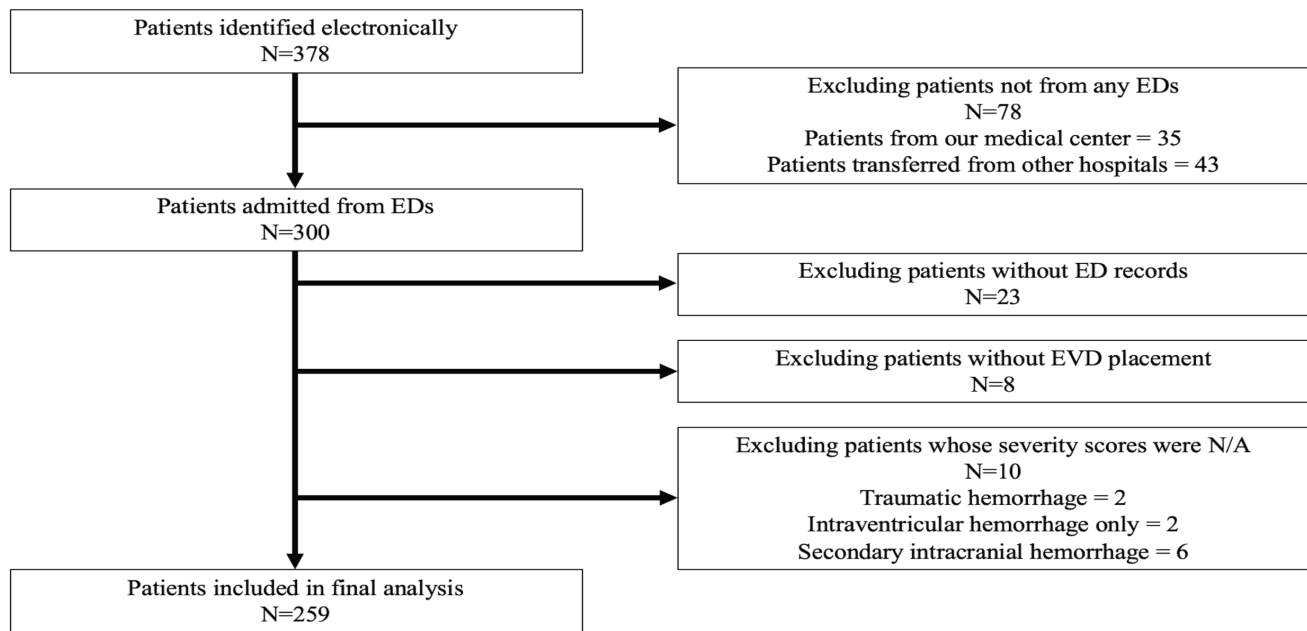 Patients identified electronically
N=378
Excluding patients not from any EDs
N=78
Patients from our medical center = 35
Patients transferred from other hospitals = 43
Patients admitted from EDs
N=300
Excluding patients without ED records
N=23
Excluding patients without EVD placement
N=8
Excluding patients whose severity scores were N/A
N=10
Traumatic hemorrhage = 2
Intraventricular hemorrhage only = 2
Secondary intracranial hemorrhage = 6
Patients included in final analysis
N=259